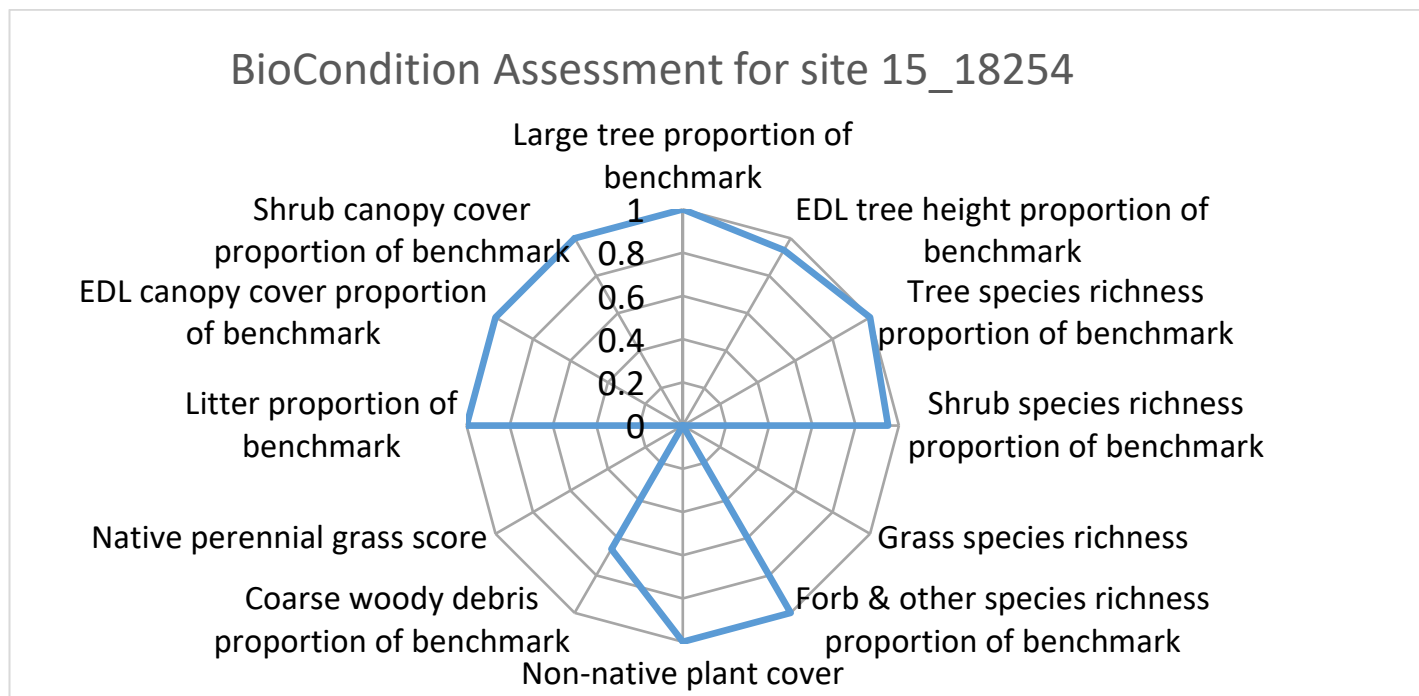 BioCondition Assessment for site 15_18254
Large tree proportion of
benchmark
EDL tree height proportion of
benchmark
Tree species richness
proportion of benchmark
Shrub species richness
proportion of benchmark
Grass species richness
Forb & other species richness
proportion of benchmark
Non-native plant cover
Coarse woody debris
proportion of benchmark
Native perennial grass score
Litter proportion of
benchmark
EDL canopy cover proportion
of benchmark
Shrub canopy cover
proportion of benchmark
1
0.8
0.6
0.4
0.2
0